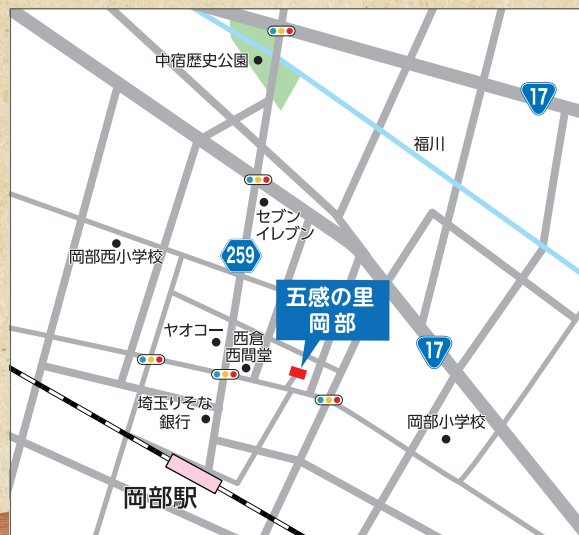 中宿歴史公園
17
福川
セブン
イレブン
岡部西小学校
259
五感の里
岡部
ヤオコー
西倉
西間堂
17
埼玉りそな
銀行
岡部小学校
岡部駅